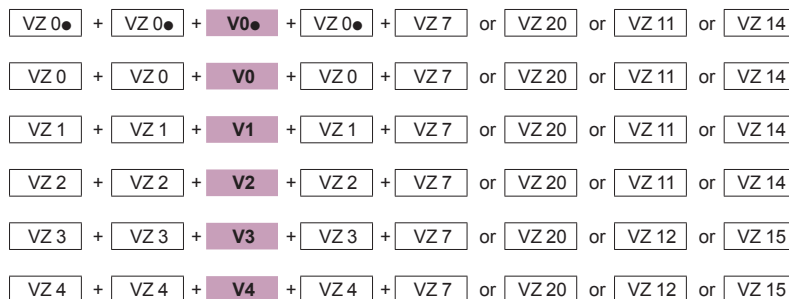 VZ 0● + VZ 0● + V0● + VZ 0● + VZ 7 or VZ 20 or VZ 11 or VZ 14
VZ 0 + VZ 0 + V0 + VZ 0 + VZ 7 or VZ 20 or VZ 11 or VZ 14
VZ 1 + VZ 1 + V1 + VZ 1 + VZ 7 or VZ 20 or VZ 11 or VZ 14
VZ 2 + VZ 2 + V2 + VZ 2 + VZ 7 or VZ 20 or VZ 11 or VZ 14
VZ 3 + VZ 3 + V3 + VZ 3 + VZ 7 or VZ 20 or VZ 12 or VZ 15
VZ 4 + VZ 4 + V4 + VZ 4 + VZ 7 or VZ 20 or VZ 12 or VZ 15